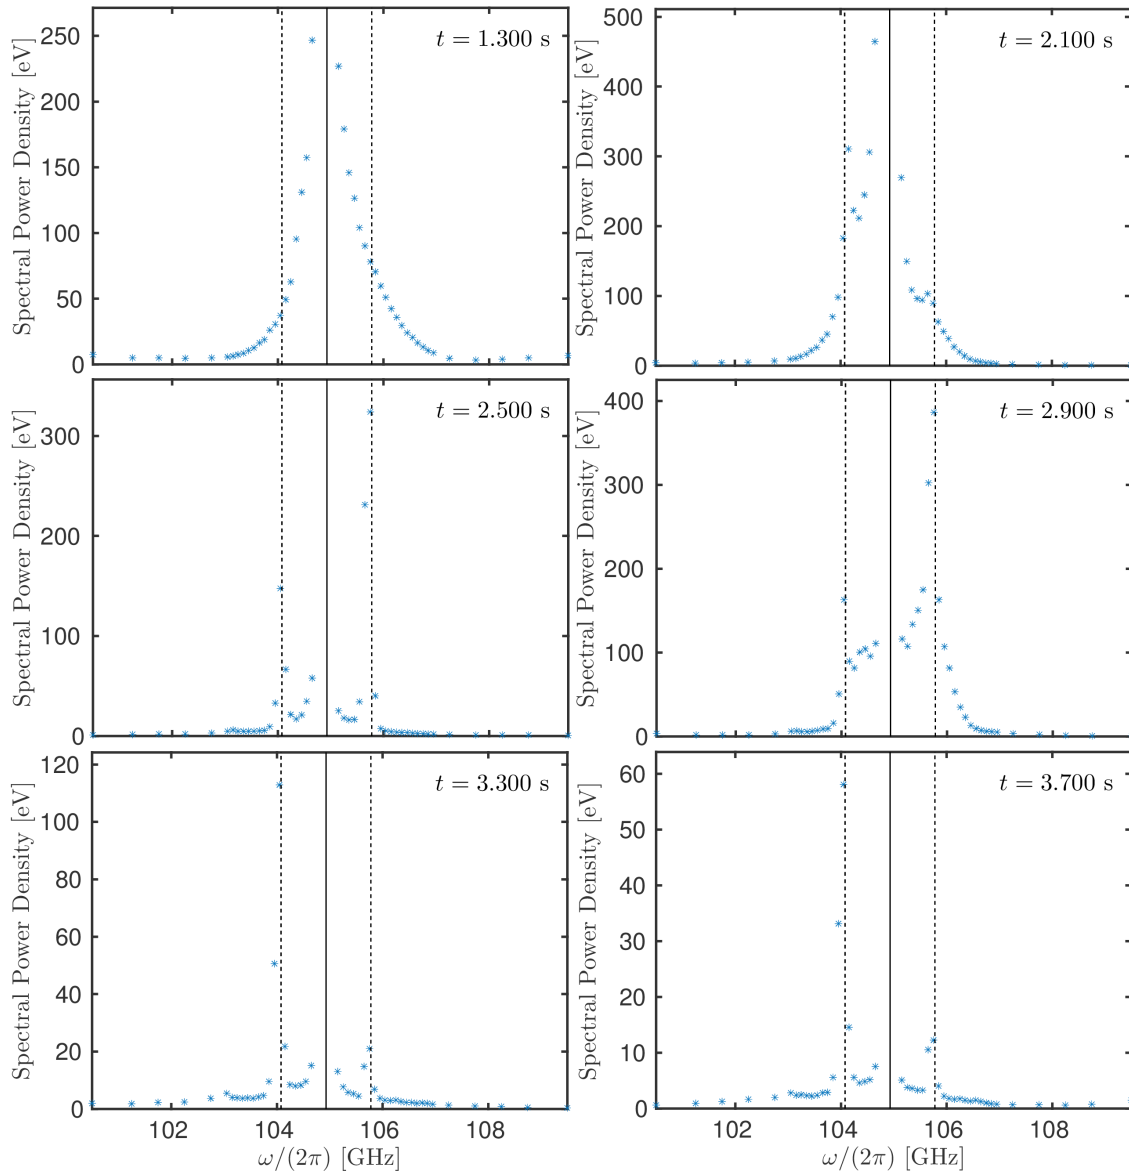 t = 1.300 s
Spectral Power Density [eV]
250
200
150
100
50
0
t = 2.100 s
Spectral Power Density [eV]
500
400
300
200
100
0
t = 2.500 s
Spectral Power Density [eV]
300
200
100
0
t = 2.900 s
Spectral Power Density [eV]
400
300
200
100
0
t = 3.300 s
Spectral Power Density [eV]
120
100
80
60
40
20
0
102 104 106 108
ω/(2π) [GHz]
t = 3.700 s
Spectral Power Density [eV]
60
50
40
30
20
10
0
102 104 106 108
ω/(2π) [GHz]